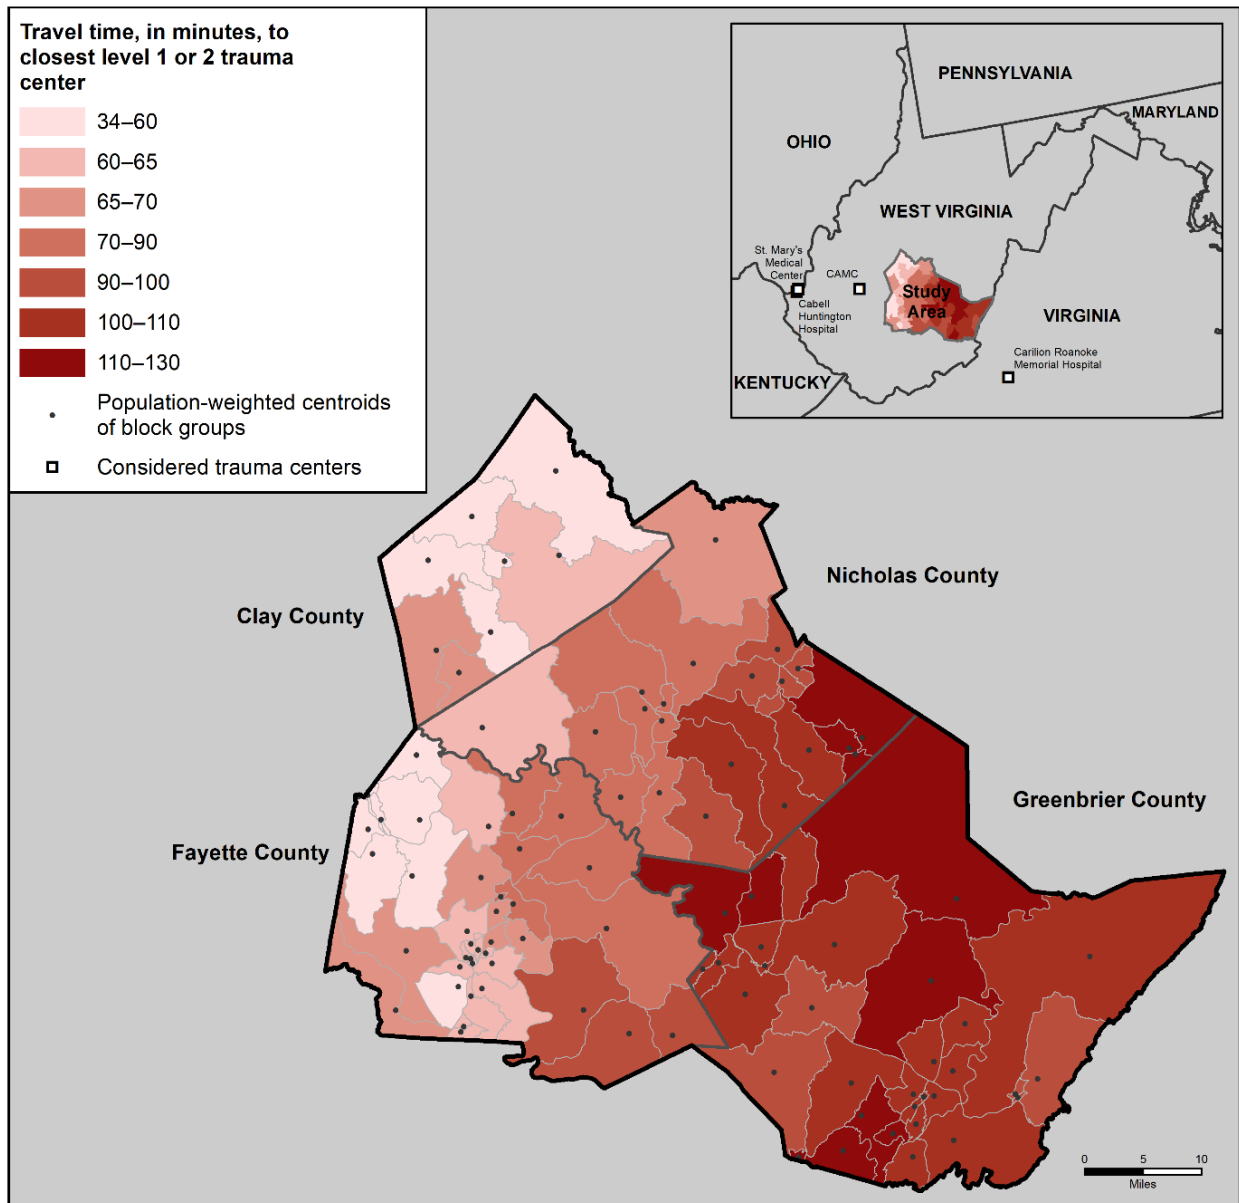 Travel time, in minutes, to
closest level 1 or 2 trauma
center
34–60
60–65
65–70
70–90
90–100
100–110
110–130
Population-weighted centroids
of block groups
Considered trauma centers
PENNSYLVANIA
MARYLAND
OHIO
WEST VIRGINIA
St. Mary's
Medical
Center
CAMC
Cabell
Huntington
Hospital
Study
Area
VIRGINIA
Carilion Roanoke
Memorial Hospital
KENTUCKY
Nicholas County
Clay County
Greenbrier County
Fayette County
0 5 10
Miles